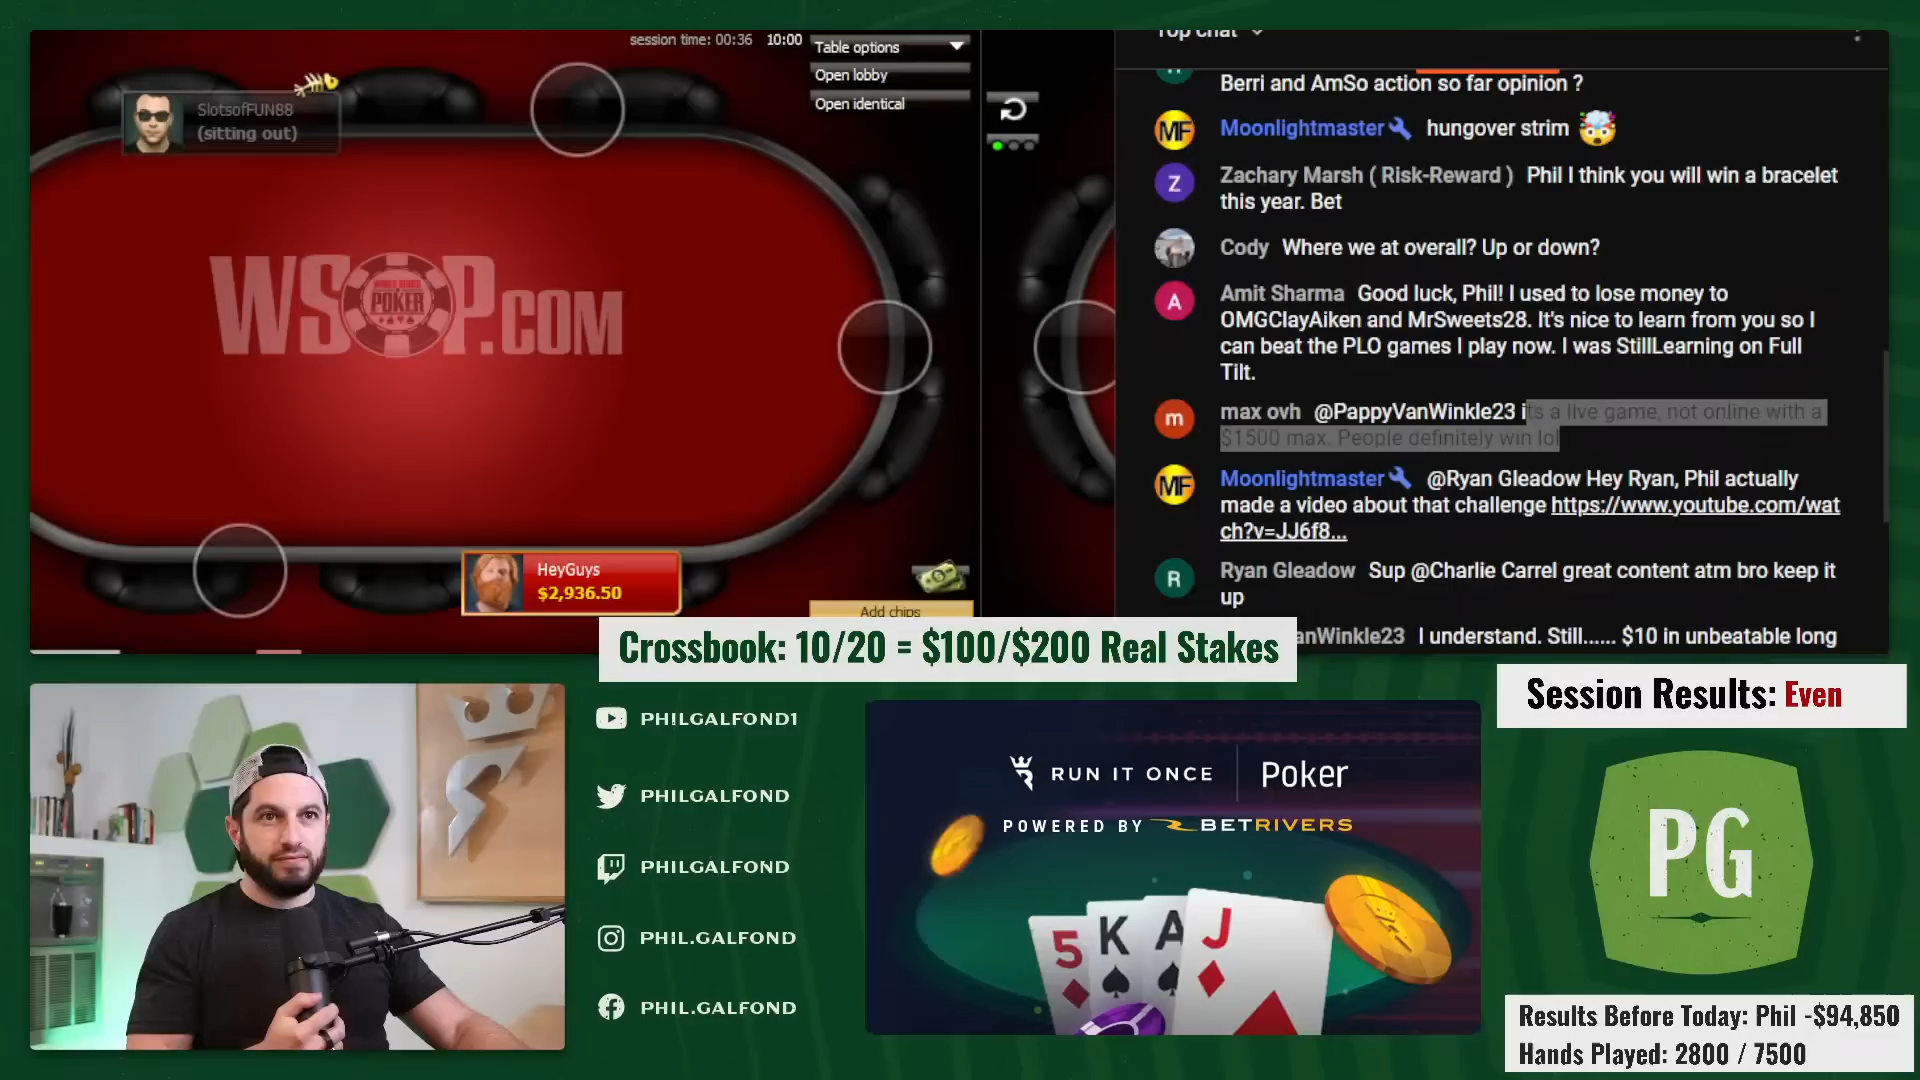 session time: 00:36 10:00
Table options
Open lobby
Open identical
SlotsofFUN88
(sitting out)
WSOP.COM
WORLD SERIES
POKER
HeyGuys
$2,936.50
Add chips
Top chat
Berri and AmSo action so far opinion ?
MF Moonlightmaster hungover strim
Z Zachary Marsh ( Risk-Reward ) Phil I think you will win a bracelet
this year. Bet
Cody Where we at overall? Up or down?
A Amit Sharma Good luck, Phil! I used to lose money to
OMGClayAiken and MrSweets28. It's nice to learn from you so I
can beat the PLO games I play now. I was StillLearning on Full
Tilt.
m max ovh @PappyVanWinkle23 its a live game, not online with a
$1500 max. People definitely win lol
MF Moonlightmaster @Ryan Gleadow Hey Ryan, Phil actually
made a video about that challenge https://www.youtube.com/wat
ch?v=JJ6f8...
R Ryan Gleadow Sup @Charlie Carrel great content atm bro keep it
up
anWinkle23 I understand. Still...... $10 in unbeatable long
Crossbook: 10/20 = $100/$200 Real Stakes
Session Results: Even
PHILGALFOND1
PHILGALFOND
PHILGALFOND
PHIL.GALFOND
PHIL.GALFOND
RUN IT ONCE Poker
POWERED BY BETRIVERS
5 K A J
PG
Results Before Today: Phil -$94,850
Hands Played: 2800 / 7500